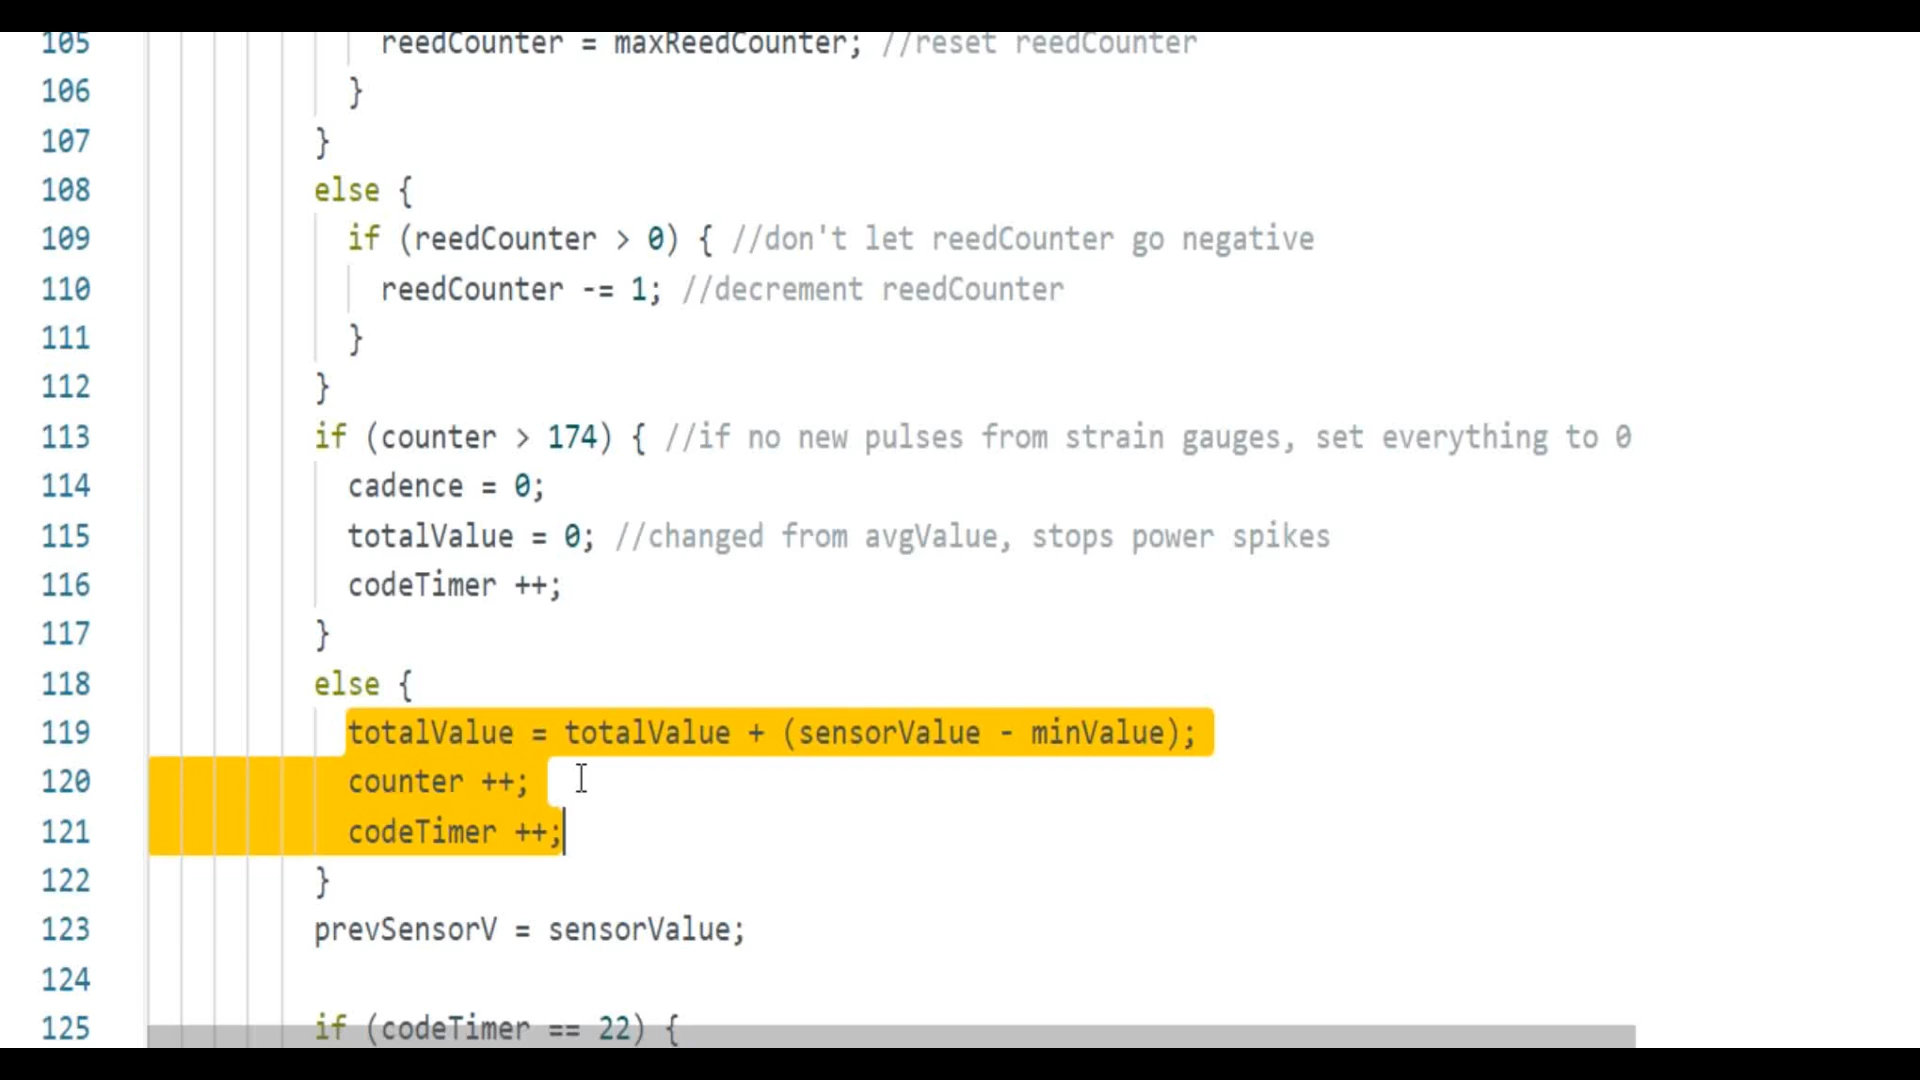 105 reedCounter = maxReedCounter; //reset reedCounter
106 }
107 }
108 else {
109 if (reedCounter > 0) { //don't let reedCounter go negative
110 reedCounter -= 1; //decrement reedCounter
111 }
112 }
113 if (counter > 174) { //if no new pulses from strain gauges, set everything to 0
114 cadence = 0;
115 totalValue = 0; //changed from avgValue, stops power spikes
116 codeTimer ++;
117 }
118 else {
119 totalValue = totalValue + (sensorValue - minValue);
120 counter ++;
121 codeTimer ++;
122 }
123 prevSensorV = sensorValue;
124
125 if (codeTimer == 22) {